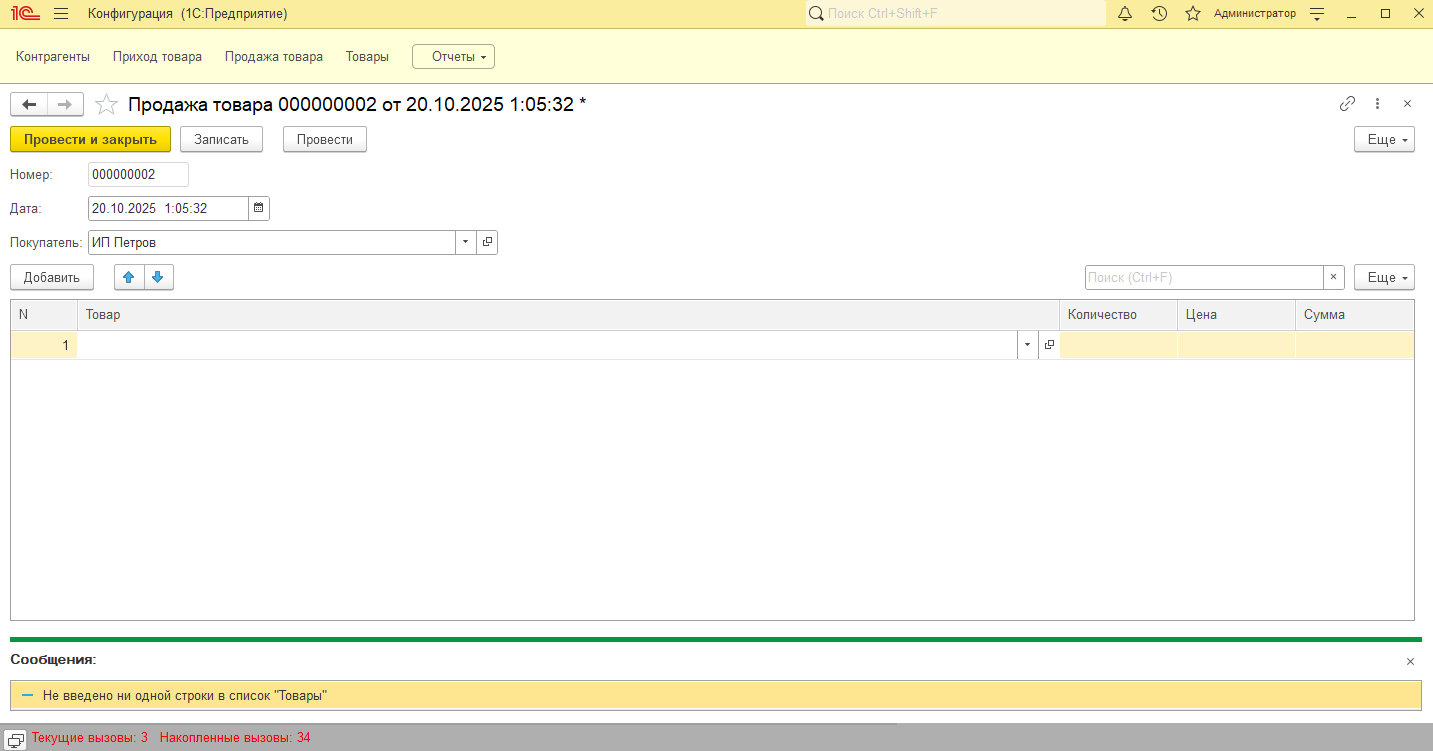 1С Конфигурация (1С:Предприятие) Поиск Ctrl+Shift+F Администратор
Контрагенты Приход товара Продажа товара Товары Отчеты
Продажа товара 000000002 от 20.10.2025 1:05:32 *
Провести и закрыть Записать Провести Еще
Номер: 000000002
Дата: 20.10.2025 1:05:32
Покупатель: ИП Петров
Добавить Поиск (Ctrl+F) × Еще
N Товар Количество Цена Сумма
1
Сообщения:
Не введено ни одной строки в список "Товары"
Текущие вызовы: 3 Накопленные вызовы: 34